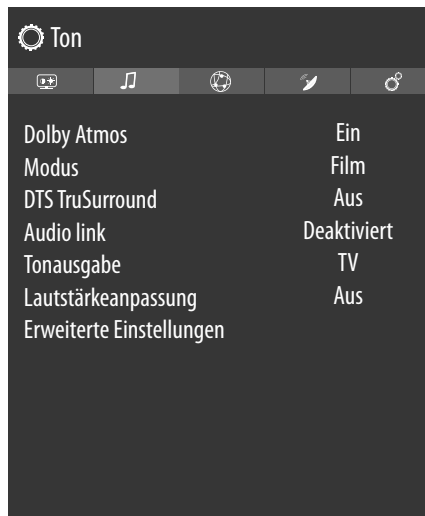 Ton
Dolby Atmos Ein
Modus Film
DTS TruSurround Aus
Audio link Deaktiviert
Tonausgabe TV
Lautstärkeanpassung Aus
Erweiterte Einstellungen